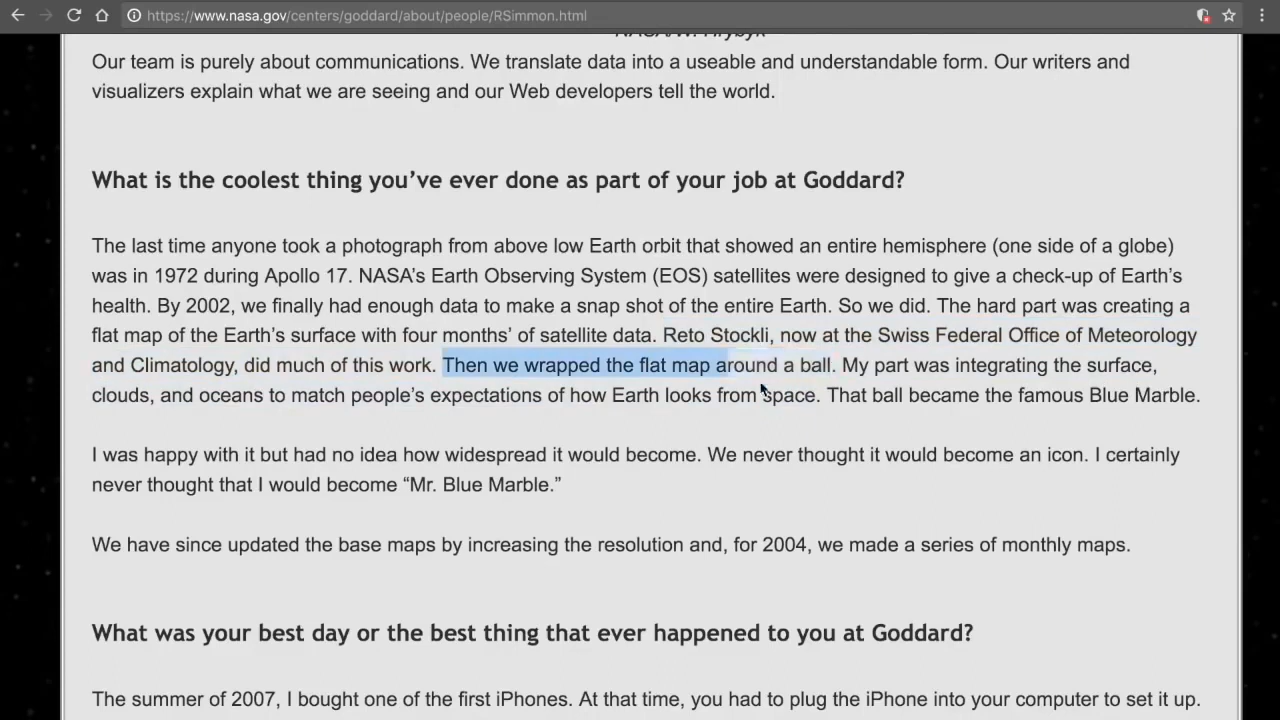 https://www.nasa.gov/centers/goddard/about/people/RSimmon.html
Our team is purely about communications. We translate data into a useable and understandable form. Our writers and
visualizers explain what we are seeing and our Web developers tell the world.
What is the coolest thing you’ve ever done as part of your job at Goddard?
The last time anyone took a photograph from above low Earth orbit that showed an entire hemisphere (one side of a globe)
was in 1972 during Apollo 17. NASA’s Earth Observing System (EOS) satellites were designed to give a check-up of Earth’s
health. By 2002, we finally had enough data to make a snap shot of the entire Earth. So we did. The hard part was creating a
flat map of the Earth’s surface with four months’ of satellite data. Reto Stockli, now at the Swiss Federal Office of Meteorology
and Climatology, did much of this work. Then we wrapped the flat map around a ball. My part was integrating the surface,
clouds, and oceans to match people’s expectations of how Earth looks from space. That ball became the famous Blue Marble.
I was happy with it but had no idea how widespread it would become. We never thought it would become an icon. I certainly
never thought that I would become “Mr. Blue Marble.”
We have since updated the base maps by increasing the resolution and, for 2004, we made a series of monthly maps.
What was your best day or the best thing that ever happened to you at Goddard?
The summer of 2007, I bought one of the first iPhones. At that time, you had to plug the iPhone into your computer to set it up.